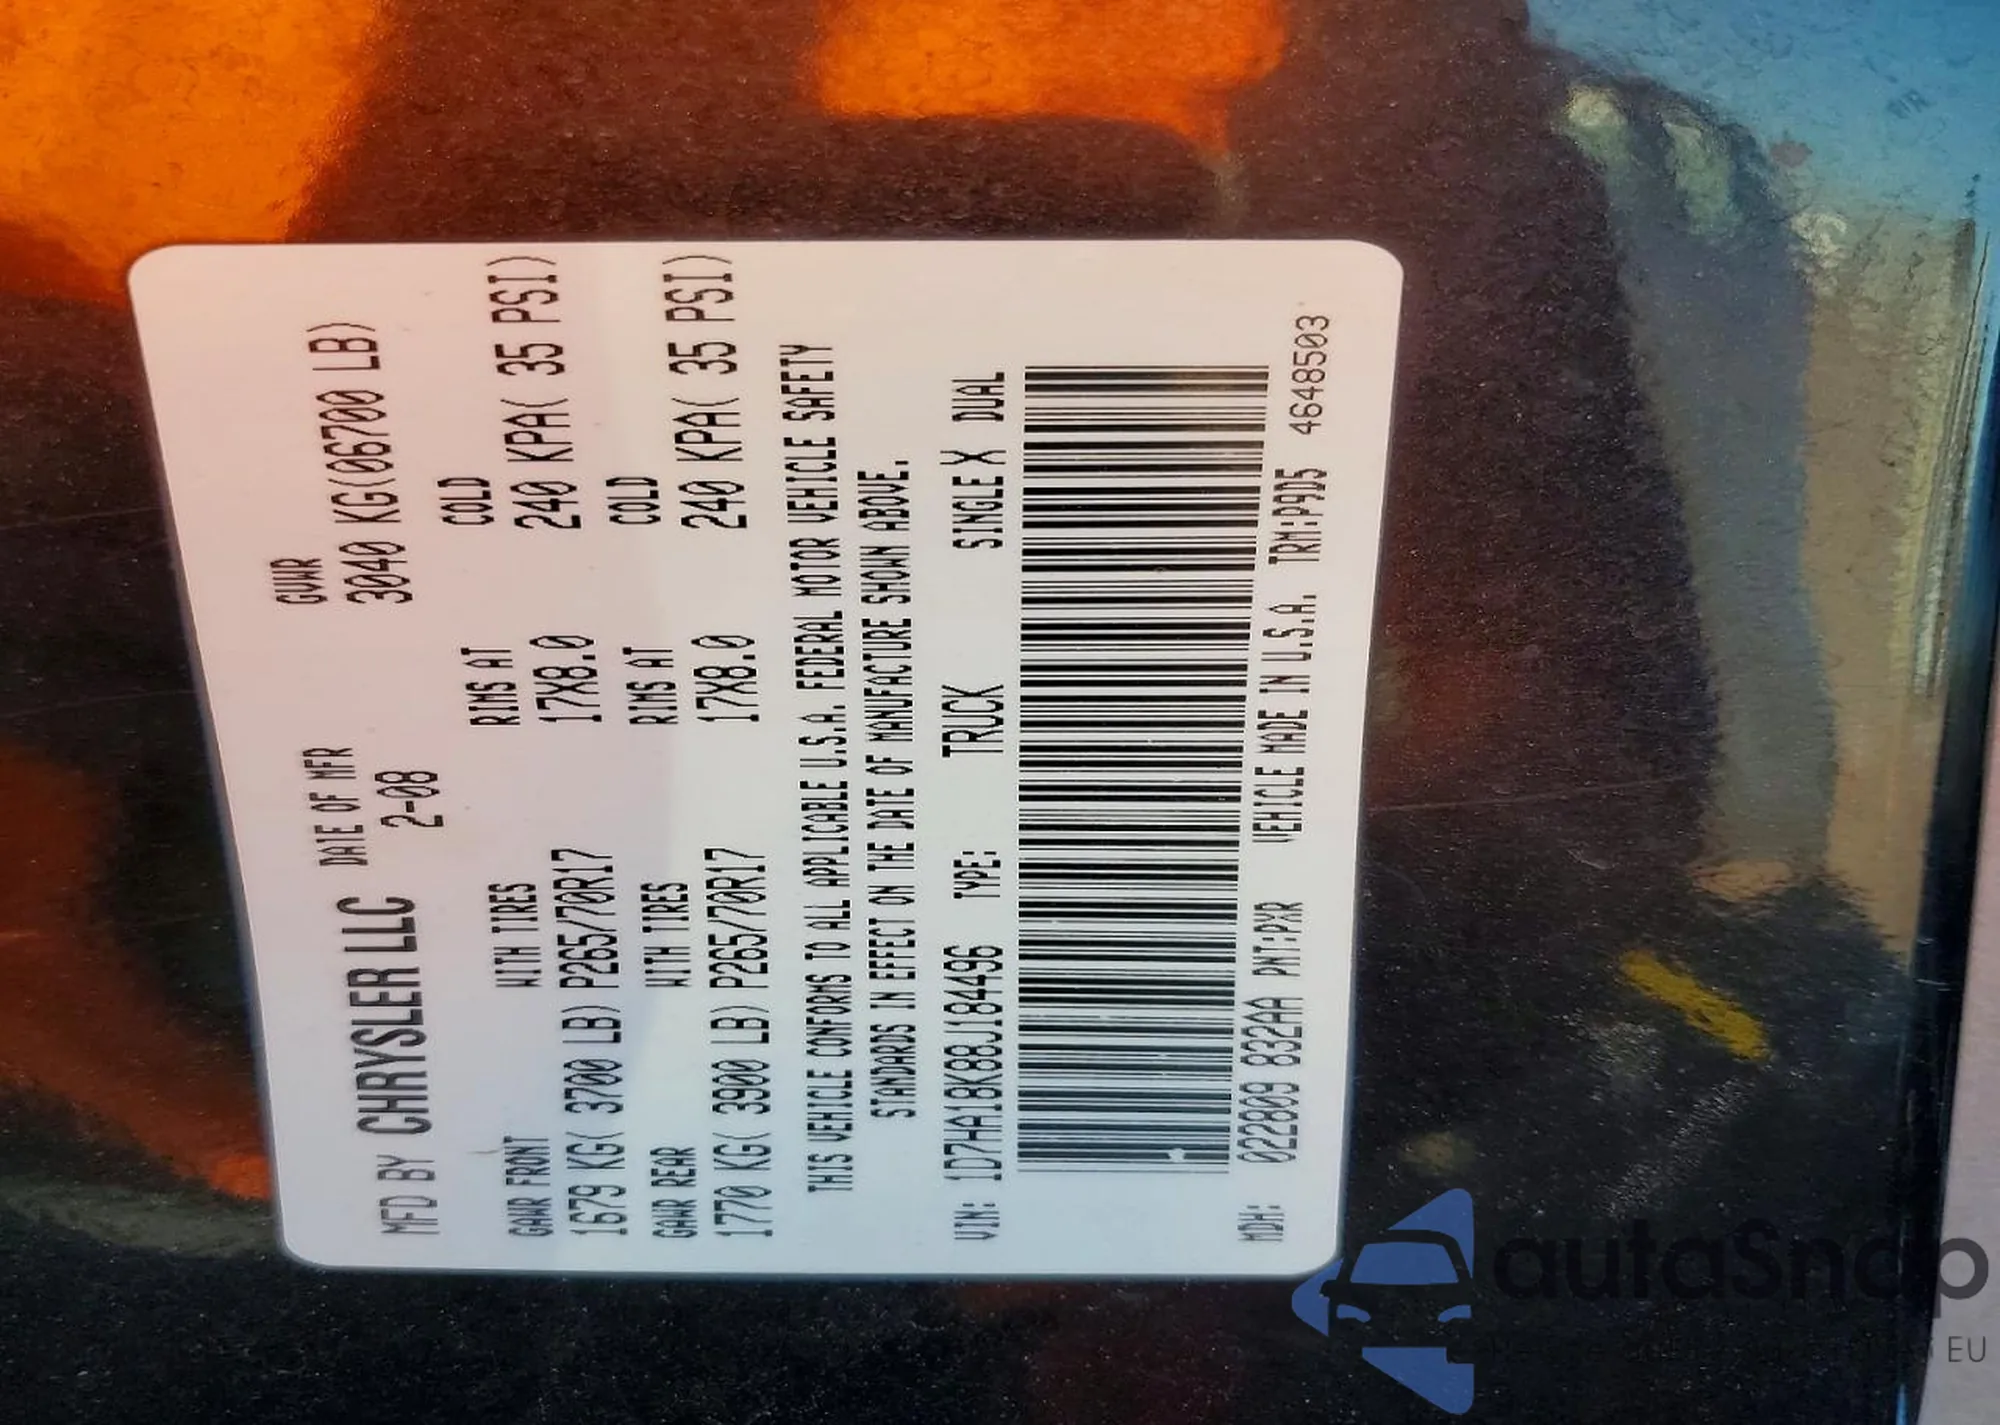 MFD BY CHRYSLER LLC DATE OF MFR GVWR
2-08 3040 KG(06700 LB)
GAWR FRONT WITH TIRES RIMS AT COLD
1679 KG( 3700 LB) P265/70R17 17X8.0 240 KPA( 35 PSI)
GAWR REAR WITH TIRES RIMS AT COLD
1770 KG( 3900 LB) P265/70R17 17X8.0 240 KPA( 35 PSI)
THIS VEHICLE CONFORMS TO ALL APPLICABLE U.S.A. FEDERAL MOTOR VEHICLE SAFETY
STANDARDS IN EFFECT ON THE DATE OF MANUFACTURE SHOWN ABOVE.
VIN: 1D7HA18K88J184496 TYPE: TRUCK SINGLE X DUAL
MDH: 022809 832AA PNT:PXR VEHICLE MADE IN U.S.A. TRM:P9D5 4648503
autaSnap
EU